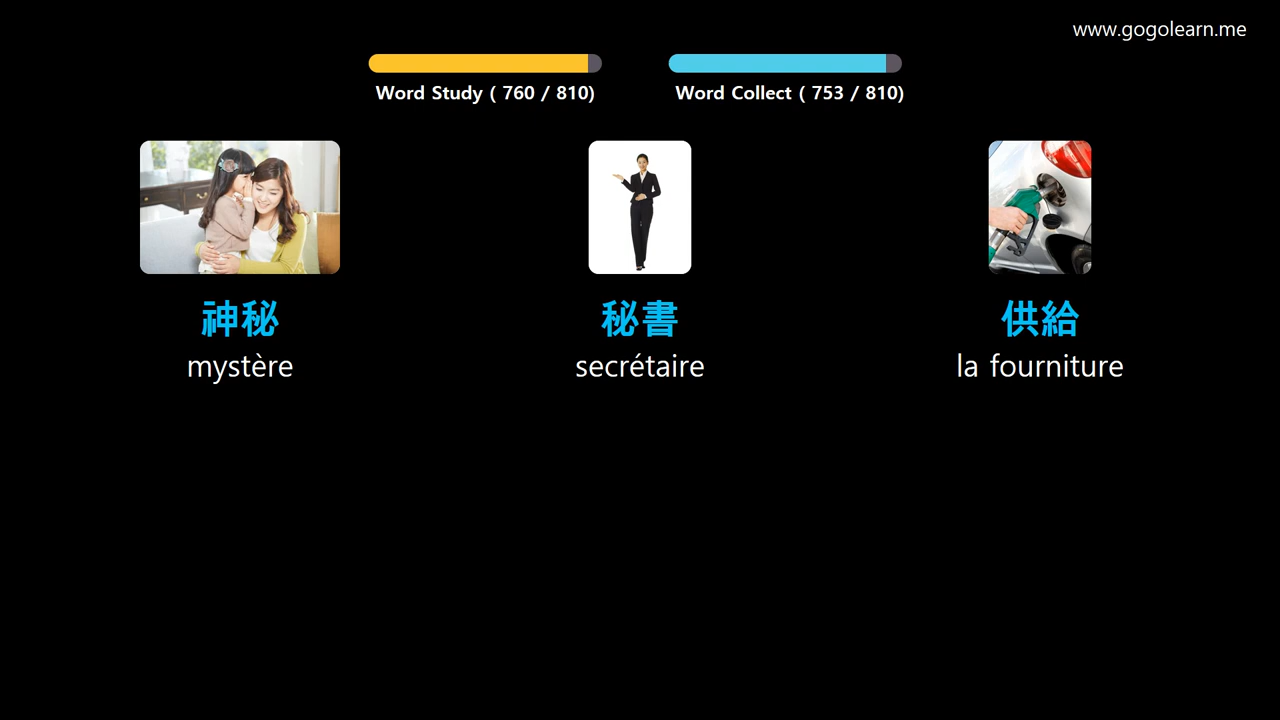 www.gogolearn.me
Word Study ( 760 / 810)
Word Collect ( 753 / 810)
神秘
mystère
秘書
secrétaire
供給
la fourniture